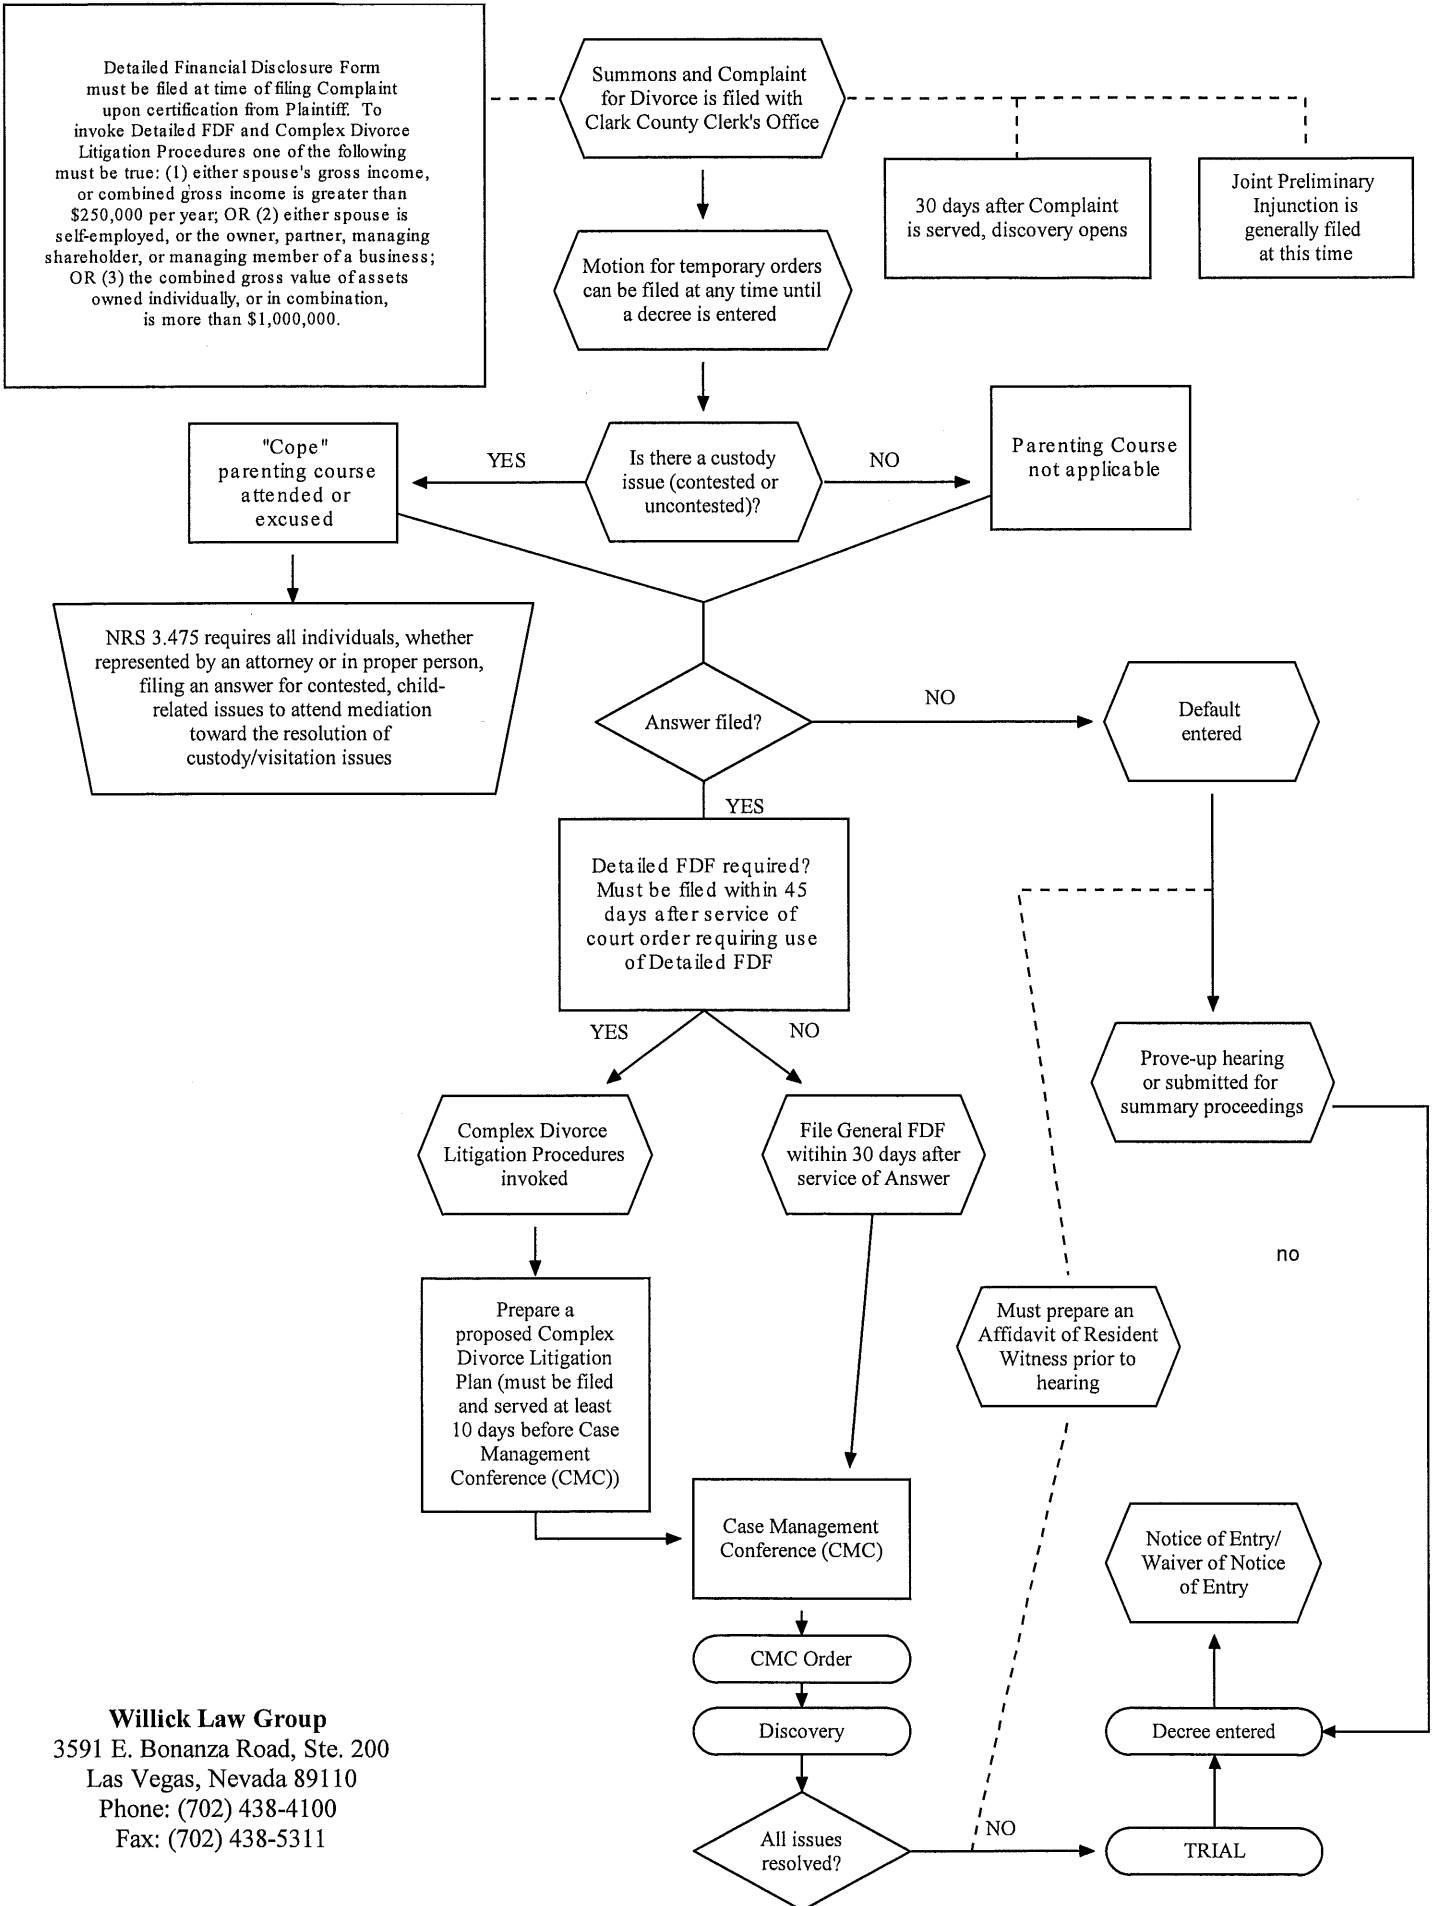 Detailed Financial Disclosure Form
must be filed at time of filing Complaint
upon certification from Plaintiff. To
invoke Detailed FDF and Complex Divorce
Litigation Procedures one of the following
must be true: (1) either spouse's gross income,
or combined gross income is greater than
$250,000 per year; OR (2) either spouse is
self-employed, or the owner, partner, managing
shareholder, or managing member of a business;
OR (3) the combined gross value of assets
owned individually, or in combination,
is more than $1,000,000.
Summons and Complaint
for Divorce is filed with
Clark County Clerk's Office
30 days after Complaint
is served, discovery opens
Joint Preliminary
Injunction is
generally filed
at this time
Motion for temporary orders
can be filed at any time until
a decree is entered
Is there a custody
issue (contested or
uncontested)?
YES
NO
"Cope"
parenting course
attended or
excused
Parenting Course
not applicable
NRS 3.475 requires all individuals, whether
represented by an attorney or in proper person,
filing an answer for contested, child-
related issues to attend mediation
toward the resolution of
custody/visitation issues
Answer filed?
NO
Default
entered
YES
Detailed FDF required?
Must be filed within 45
days after service of
court order requiring use
of Detailed FDF
YES
NO
Complex Divorce
Litigation Procedures
invoked
File General FDF
witihin 30 days after
service of Answer
Prove-up hearing
or submitted for
summary proceedings
no
Prepare a
proposed Complex
Divorce Litigation
Plan (must be filed
and served at least
10 days before Case
Management
Conference (CMC))
Must prepare an
Affidavit of Resident
Witness prior to
hearing
Case Management
Conference (CMC)
Notice of Entry/
Waiver of Notice
of Entry
CMC Order
Discovery
Decree entered
All issues
resolved?
NO
TRIAL
Willick Law Group
3591 E. Bonanza Road, Ste. 200
Las Vegas, Nevada 89110
Phone: (702) 438-4100
Fax: (702) 438-5311